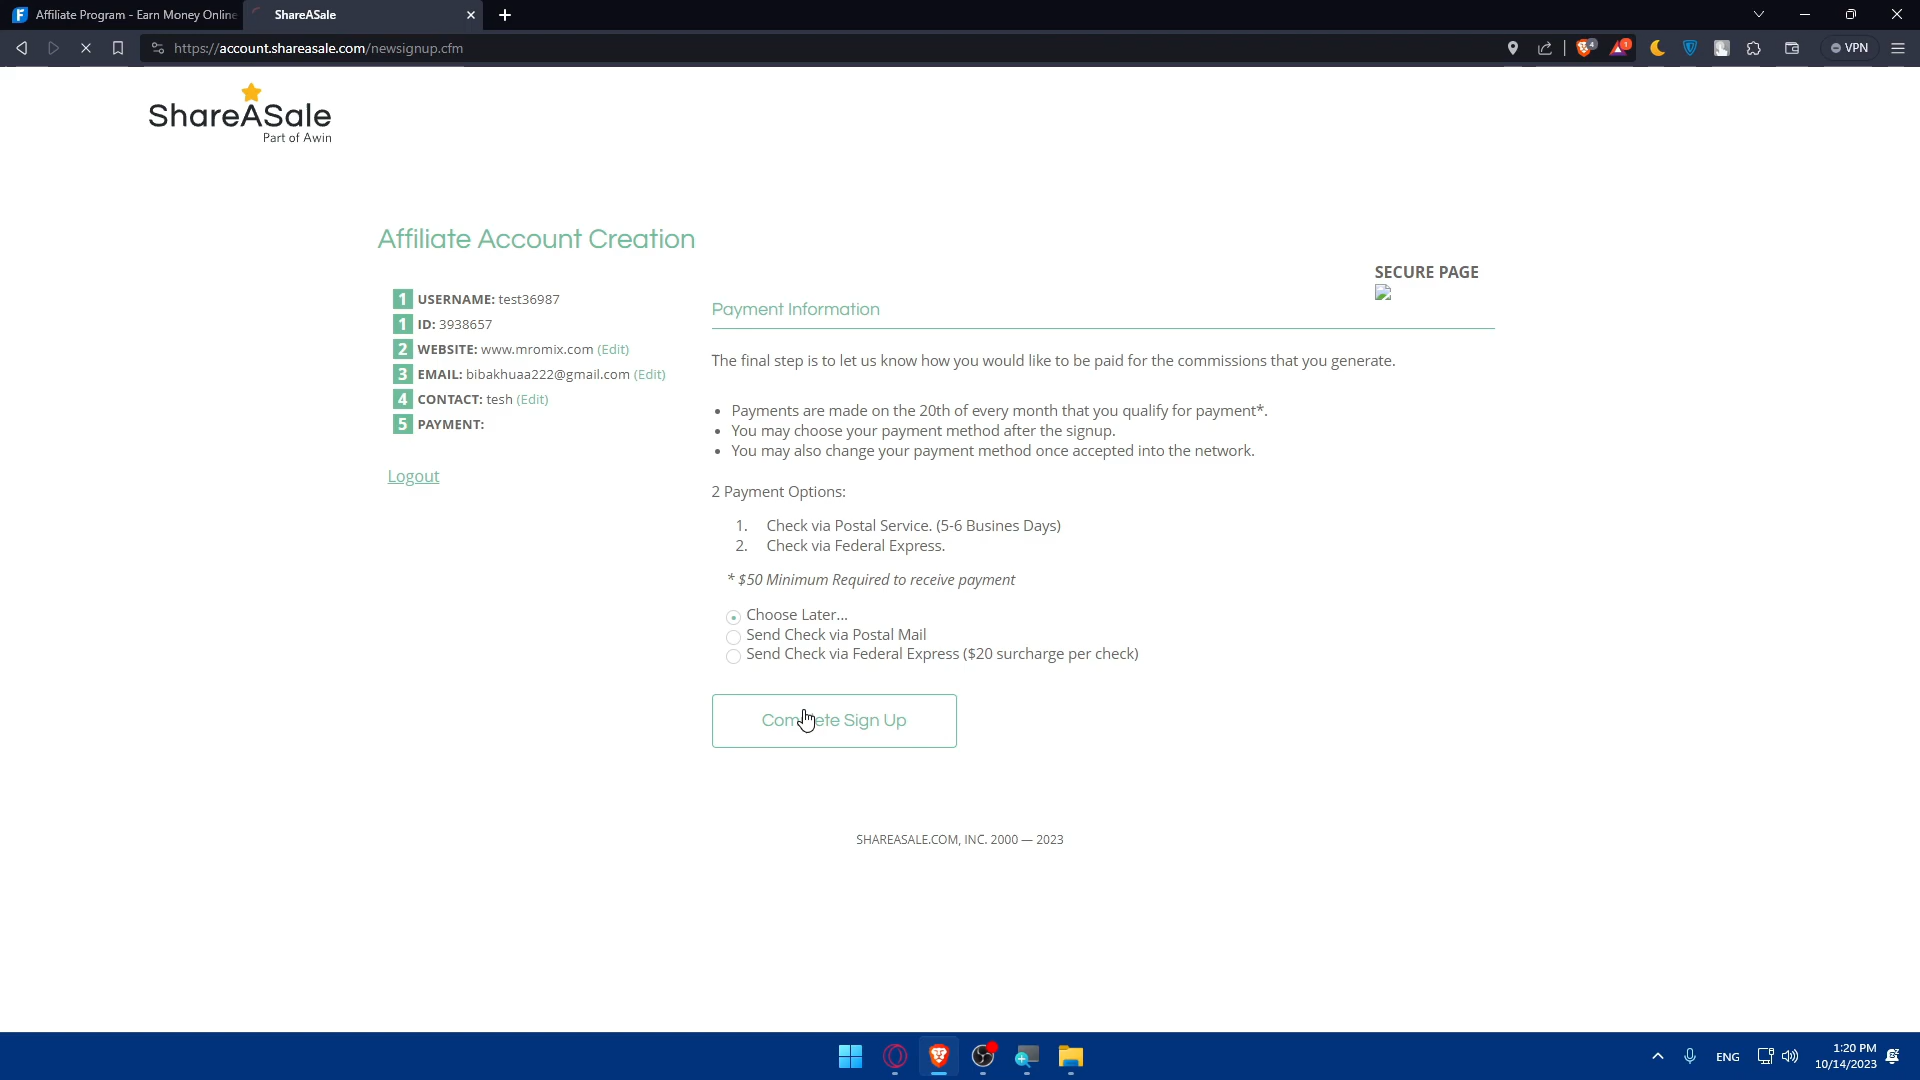 Affiliate Program - Earn Money Online
ShareASale
https://account.shareasale.com/newsignup.cfm
4
1
VPN
ShareASale
Part of Awin
Affiliate Account Creation
SECURE PAGE
1 USERNAME: test36987
1 ID: 3938657
2 WEBSITE: www.mromix.com (Edit)
3 EMAIL: bibakhuaa222@gmail.com (Edit)
4 CONTACT: tesh (Edit)
5 PAYMENT:
Logout
Payment Information
The final step is to let us know how you would like to be paid for the commissions that you generate.
• Payments are made on the 20th of every month that you qualify for payment*.
• You may choose your payment method after the signup.
• You may also change your payment method once accepted into the network.
2 Payment Options:
1. Check via Postal Service. (5-6 Busines Days)
2. Check via Federal Express.
* $50 Minimum Required to receive payment
Choose Later...
Send Check via Postal Mail
Send Check via Federal Express ($20 surcharge per check)
Complete Sign Up
SHAREASALE.COM, INC. 2000 — 2023
ENG
1:20 PM
10/14/2023